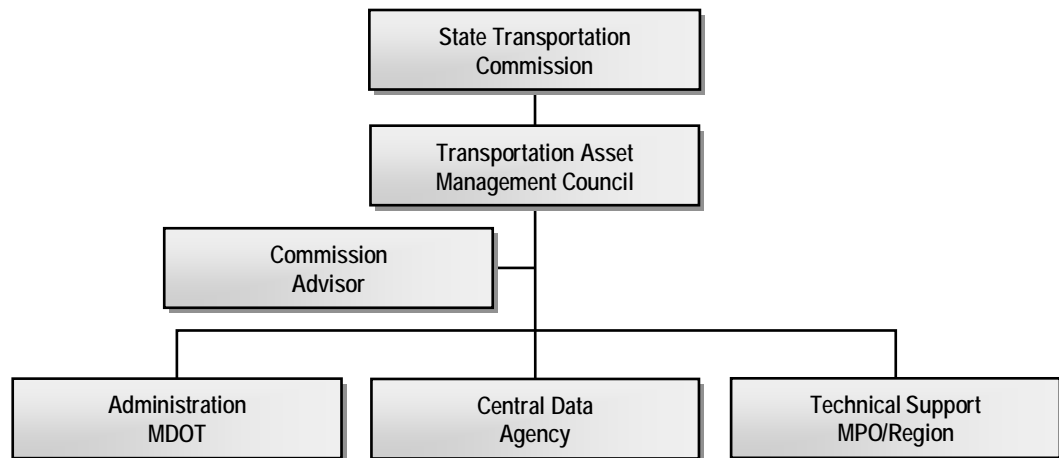 State Transportation
Commission
Transportation Asset
Management Council
Commission
Advisor
Administration
MDOT
Central Data
Agency
Technical Support
MPO/Region